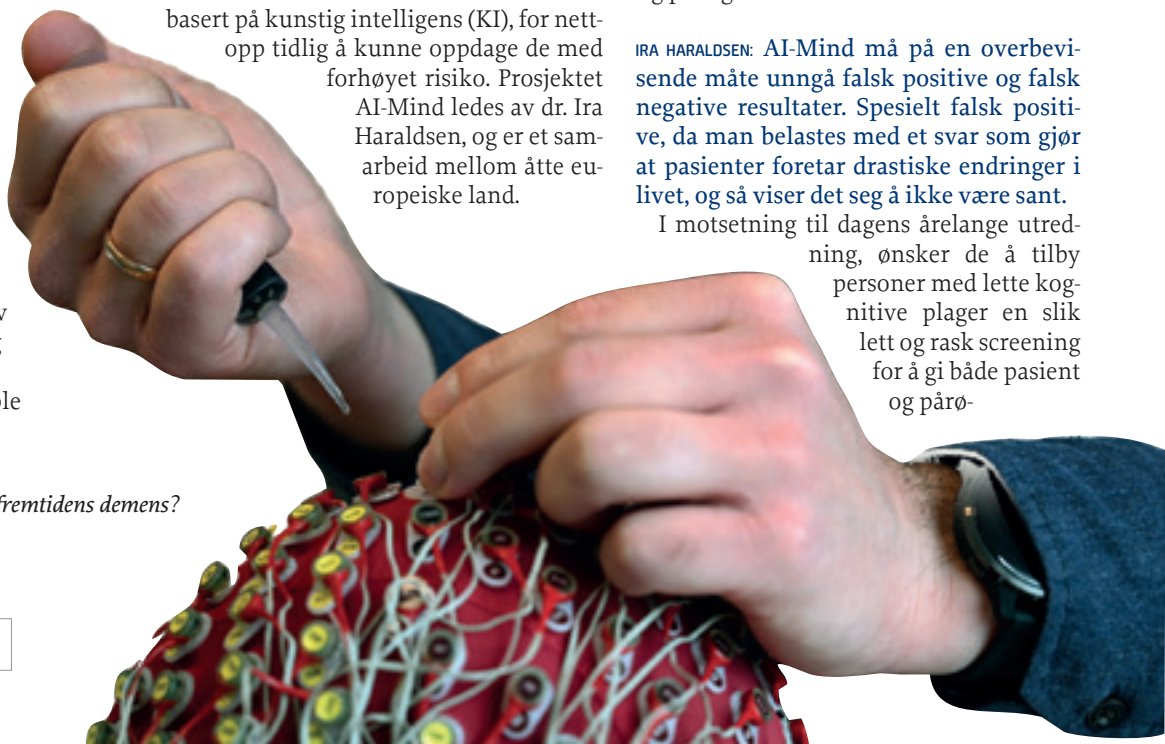 basert på kunstig intelligens (KI), for nett-
opp tidlig å kunne oppdage de med
forhøyet risiko. Prosjektet
AI-Mind ledes av dr. Ira
Haraldsen, og er et sam-
arbeid mellom åtte eu-
ropeiske land.
v
fremtidens demens?
IRA HARALDSEN: AI-Mind må på en overbevi-
sende måte unngå falsk positive og falsk
negative resultater. Spesielt falsk positi-
ve, da man belastes med et svar som gjør
at pasienter foretar drastiske endringer i
livet, og så viser det seg å ikke være sant.
I motsetning til dagens årelange utred-
ning, ønsker de å tilby
personer med lette kog-
nitive plager en slik
lett og rask screening
for å gi både pasient
og pårø-